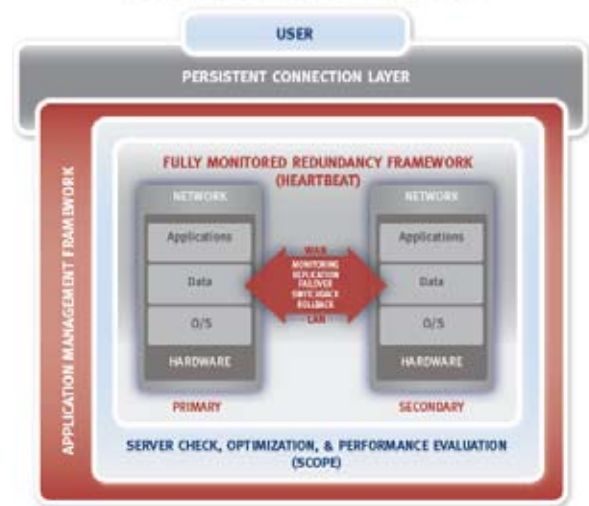 USER
PERSISTENT CONNECTION LAYER
APPLICATION MANAGEMENT FRAMEWORK
FULLY MONITORED REDUNDANCY FRAMEWORK
(HEARTBEAT)
NETWORK
Applications
Data
O/S
HARDWARE
PRIMARY
WAN
MONITORING
REPLICATION
FAILOVER
SWITCHBACK
ROLLBACK
LAN
NETWORK
Applications
Data
O/S
HARDWARE
SECONDARY
SERVER CHECK, OPTIMIZATION, & PERFORMANCE EVALUATION
(SCOPE)